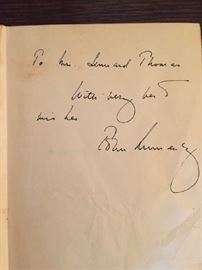 To Mr. Leonard Thomas
With very best
wishes